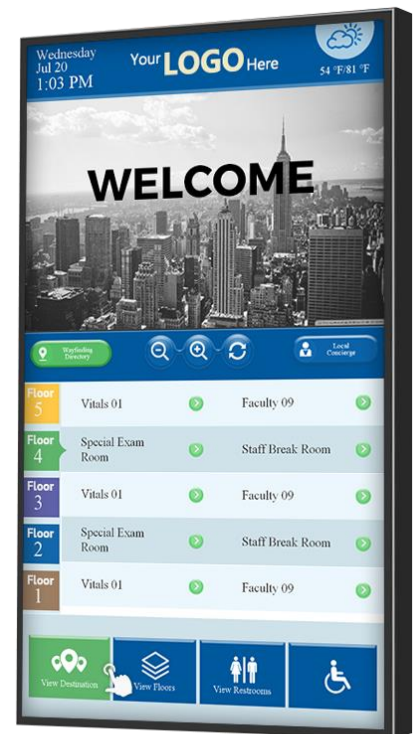 Wednesday
Jul 20
1:03 PM
Your LOGO Here
54 °F/81 °F
WELCOME
Wayfinding
Directory
Local
Concierge
Floor
5
Vitals 01
Faculty 09
Floor
4
Special Exam
Room
Staff Break Room
Floor
3
Vitals 01
Faculty 09
Floor
2
Special Exam
Room
Staff Break Room
Floor
1
Vitals 01
Faculty 09
View Destination
View Floors
View Restrooms